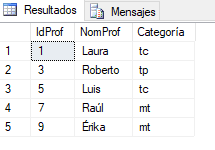 Resultados Mensajes
IdProf NomProf Categoría
1 1 Laura tc
2 3 Roberto tp
3 5 Luis tc
4 7 Raúl mt
5 9 Érika mt